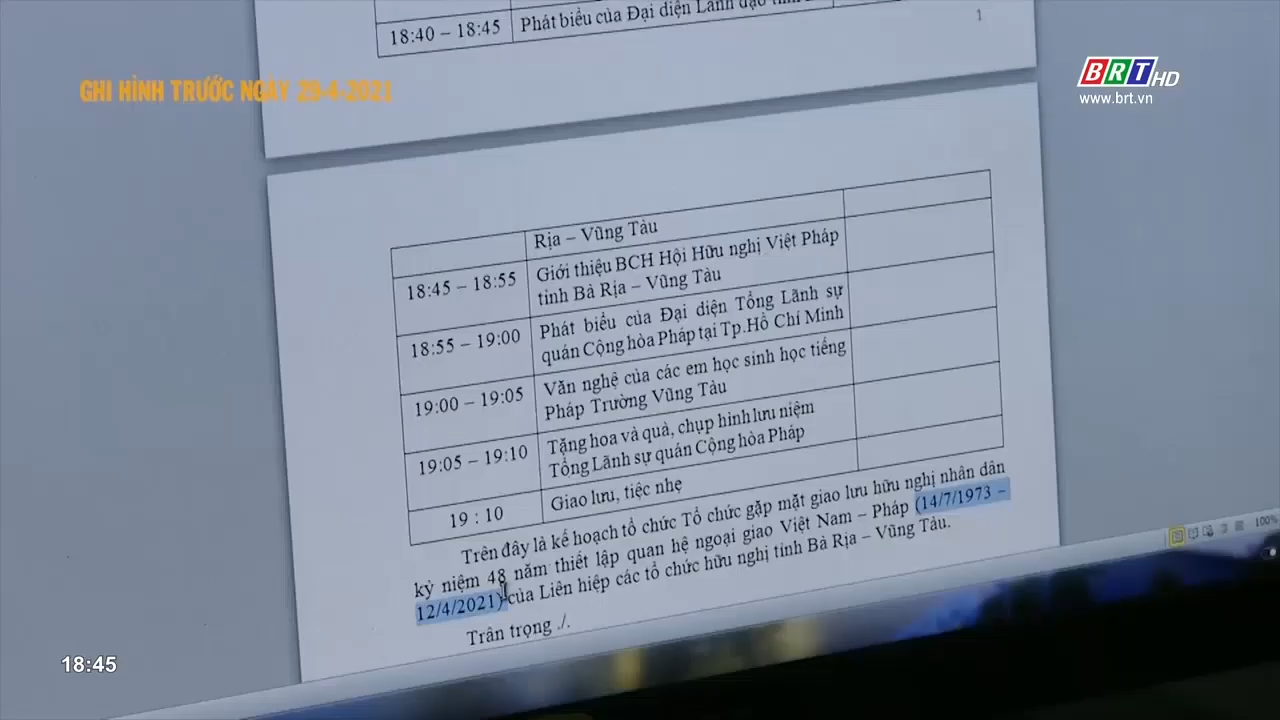 18:40 – 18:45
Phát biểu của Đại diện Lãnh đạo tỉnh
1
GHI HÌNH TRƯỚC NGÀY 29-4-2021
BRT HD
www.brt.vn
Rịa – Vũng Tàu
18:45 – 18:55
Giới thiệu BCH Hội Hữu nghị Việt Pháp
tỉnh Bà Rịa – Vũng Tàu
18:55 – 19:00
Phát biểu của Đại diện Tổng Lãnh sự
quán Cộng hòa Pháp tại Tp.Hồ Chí Minh
19:00 – 19:05
Văn nghệ của các em học sinh học tiếng
Pháp Trường Vũng Tàu
19:05 – 19:10
Tặng hoa và quà, chụp hình lưu niệm
Tổng Lãnh sự quán Cộng hòa Pháp
19 : 10
Giao lưu, tiệc nhẹ
Trên đây là kế hoạch tổ chức Tổ chức gặp mặt giao lưu hữu nghị nhân dân
kỷ niệm 48 năm thiết lập quan hệ ngoại giao Việt Nam – Pháp (14/7/1973 –
12/4/2021) của Liên hiệp các tổ chức hữu nghị tỉnh Bà Rịa – Vũng Tàu.
Trân trọng ./.
100%
18:45